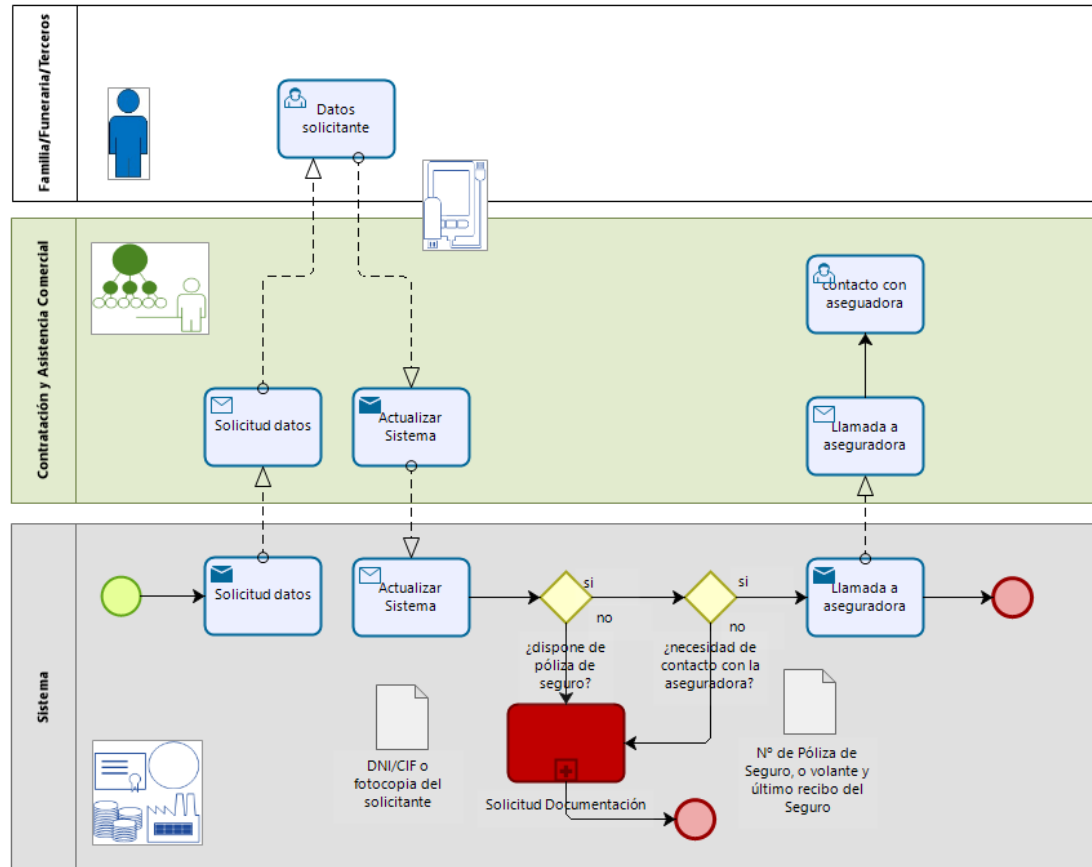 Familia/Funeraria/Terceros
Datos
solicitante
Contratación y Asistencia Comercial
contacto con
aseguadora
Solicitud datos
Actualizar
Sistema
Llamada a
aseguradora
Sistema
Solicitud datos
Actualizar
Sistema
si
no
¿dispone de
póliza de
seguro?
si
no
¿necesidad de
contacto con la
aseguradora?
Llamada a
aseguradora
DNI/CIF o
fotocopia del
solicitante
Solicitud Documentación
Nº de Póliza de
Seguro, o volante y
último recibo del
Seguro